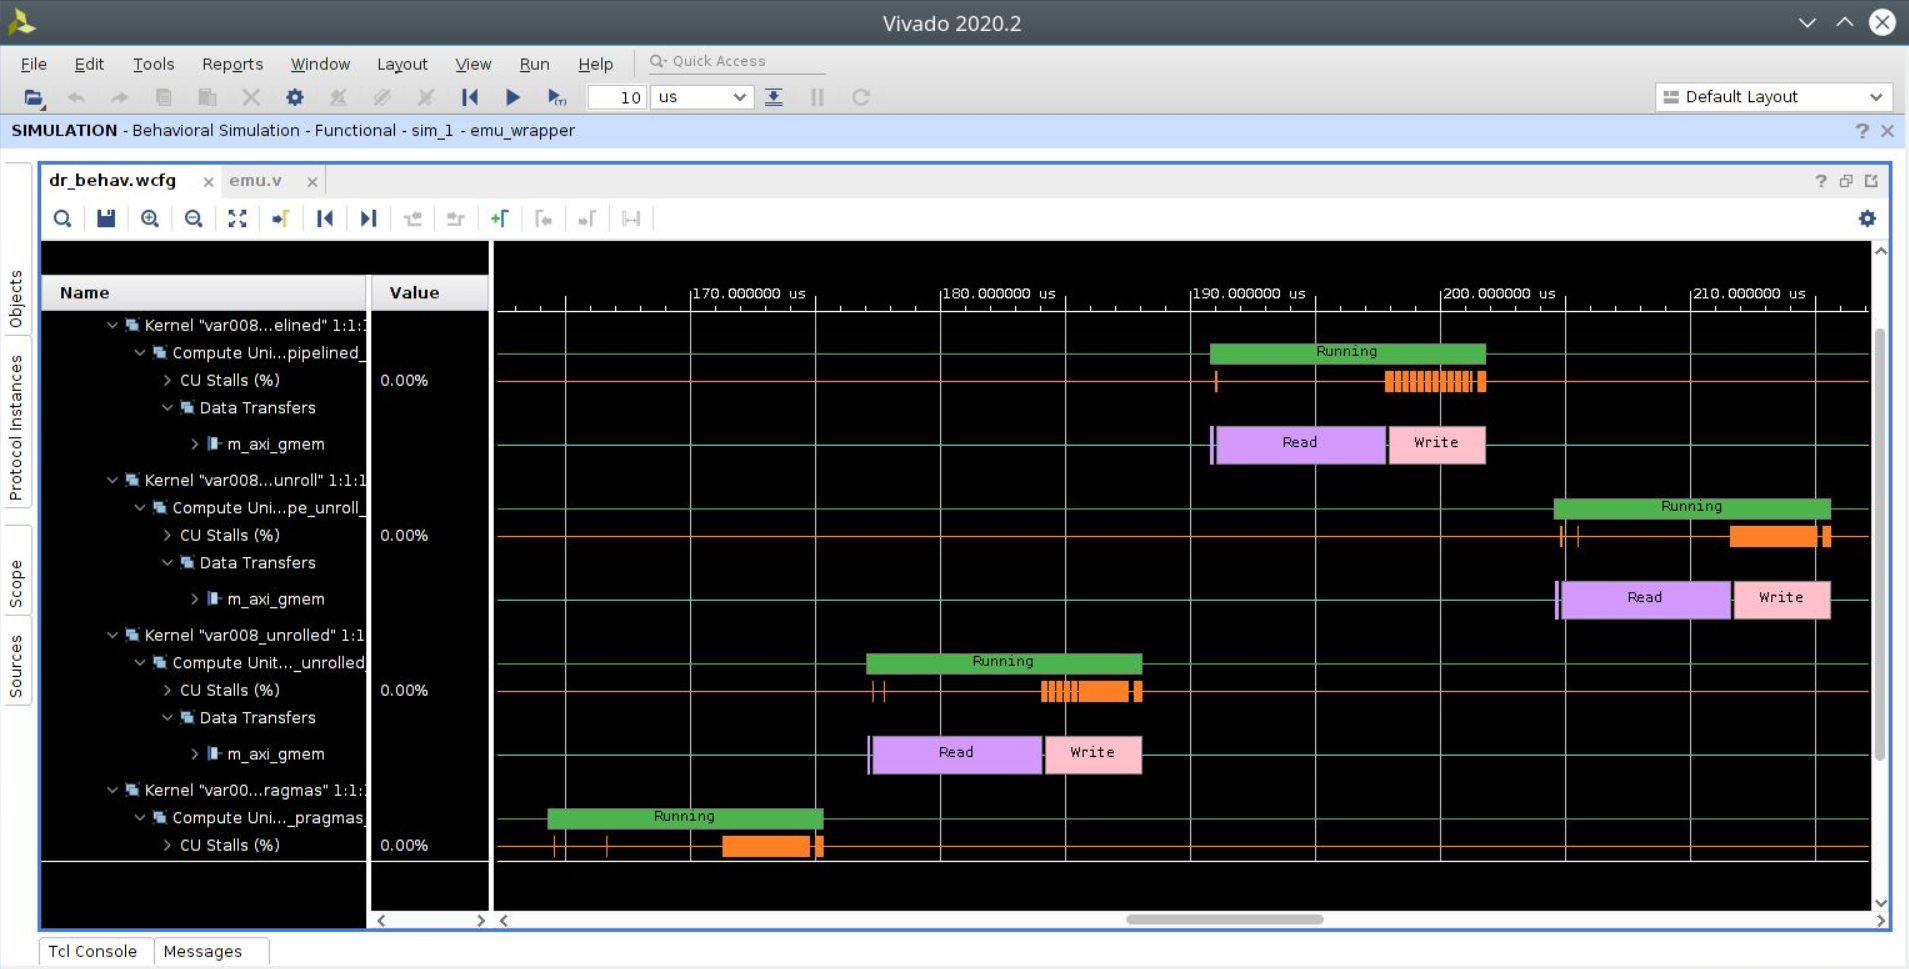 Vivado 2020.2
File Edit Tools Reports Window Layout View Run Help Quick Access
10 us Default Layout
SIMULATION - Behavioral Simulation - Functional - sim_1 - emu_wrapper
dr_behav.wcfg emu.v
Objects
Protocol Instances
Scope
Sources
Name Value
170.000000 us 180.000000 us 190.000000 us 200.000000 us 210.000000 us
Kernel "var008...elined" 1:1:1
Compute Uni...pipelined_ Running
CU Stalls (%) 0.00%
Data Transfers
m_axi_gmem Read Write
Kernel "var008...unroll" 1:1:1
Compute Uni...pe_unroll_ Running
CU Stalls (%) 0.00%
Data Transfers
m_axi_gmem Read Write
Kernel "var008_unrolled" 1:1
Compute Unit..._unrolled_ Running
CU Stalls (%) 0.00%
Data Transfers
m_axi_gmem Read Write
Kernel "var00...ragmas" 1:1:1
Compute Uni..._pragmas_ Running
CU Stalls (%) 0.00%
Tcl Console Messages